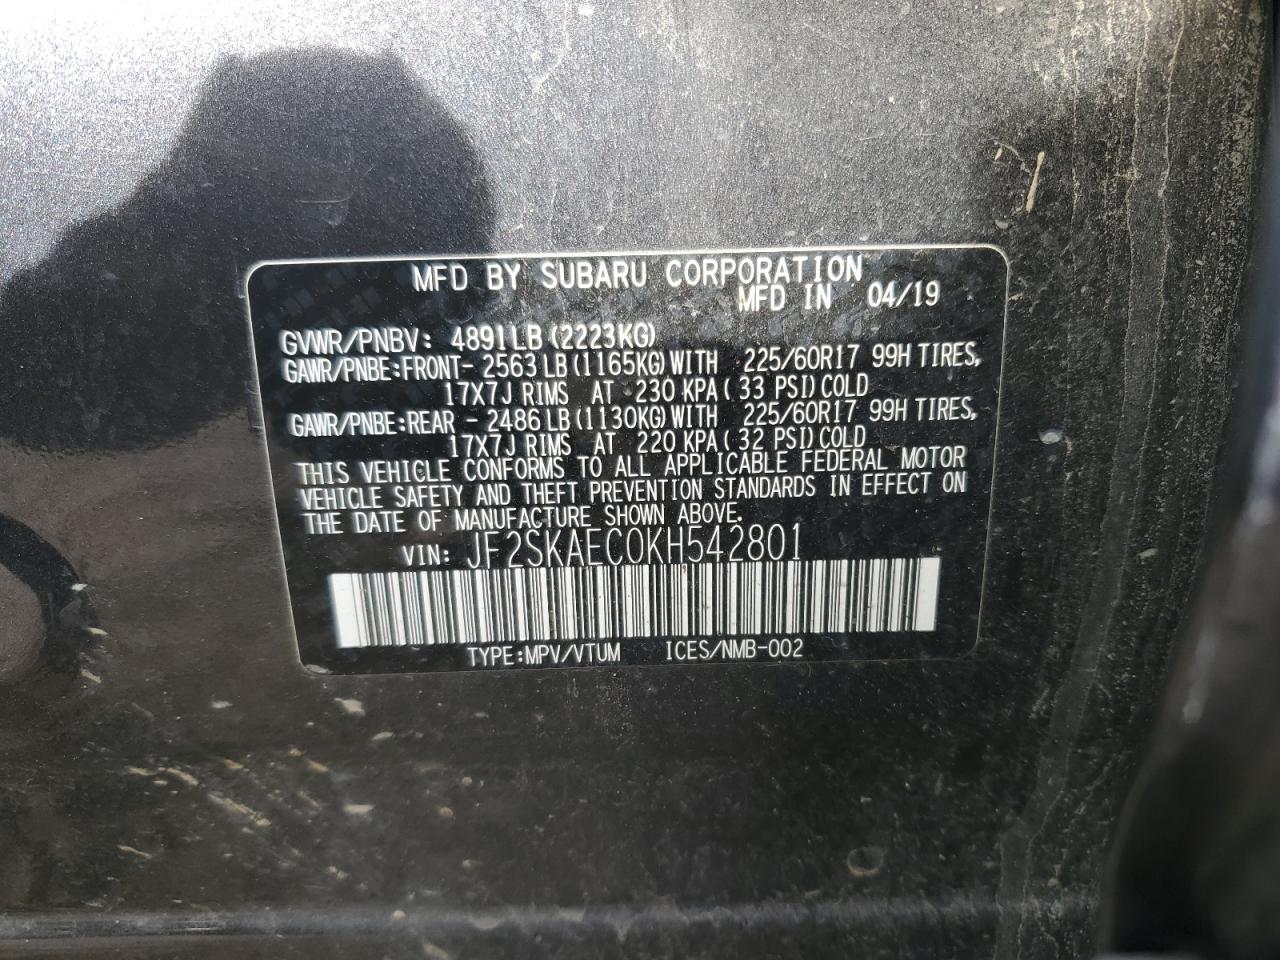 MFD BY SUBARU CORPORATION
MFD IN 04/19
GVWR/PNBV: 4891LB(2223KG)
GAWR/PNBE:FRONT- 2563LB(1165KG)WITH 225/60R17 99H TIRES,
17X7J RIMS AT 230 KPA( 33 PSI)COLD
GAWR/PNBE:REAR - 2486LB(1130KG)WITH 225/60R17 99H TIRES,
17X7J RIMS AT 220 KPA( 32 PSI)COLD
THIS VEHICLE CONFORMS TO ALL APPLICABLE FEDERAL MOTOR
VEHICLE SAFETY AND THEFT PREVENTION STANDARDS IN EFFECT ON
THE DATE OF MANUFACTURE SHOWN ABOVE.
VIN: JF2SKAEC0KH542801
TYPE:MPV/VTUM ICES/NMB-002